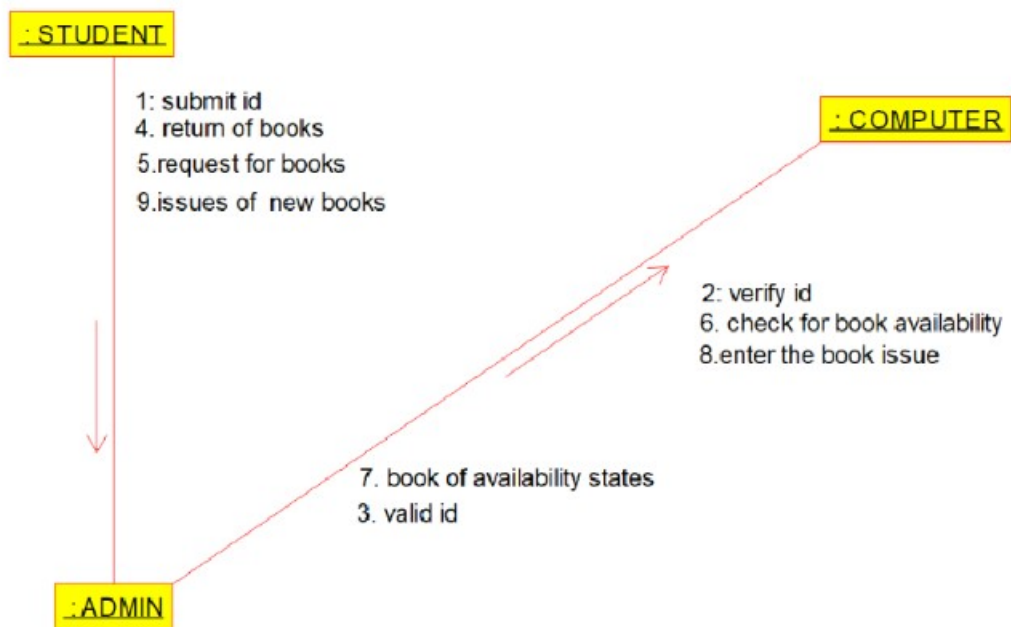 : STUDENT
1: submit id
4. return of books
5.request for books
9.issues of new books
: COMPUTER
2: verify id
6. check for book availability
8.enter the book issue
7. book of availability states
3. valid id
:ADMIN